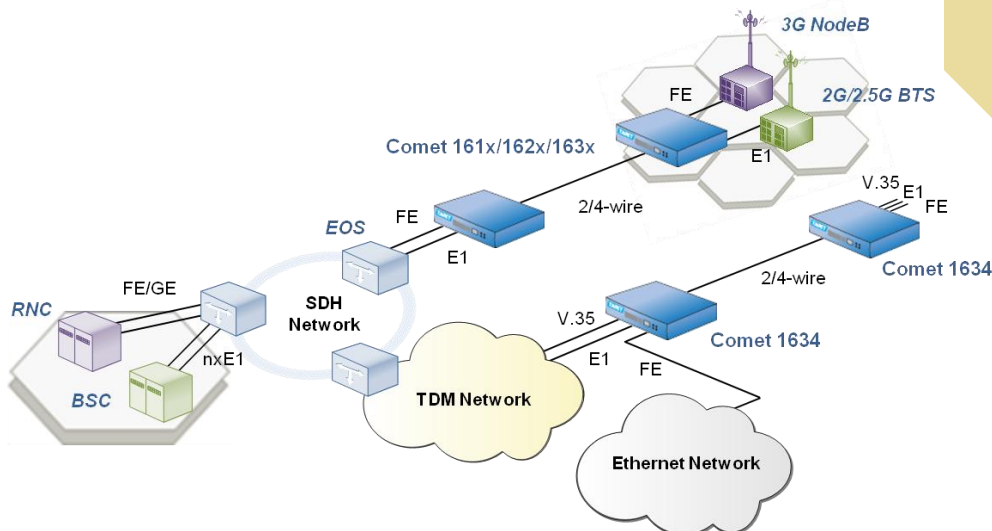 3G NodeB
FE
2G/2.5G BTS
Comet 161x/162x/163x
E1
V.35
E1
FE
2/4-wire
FE
EOS
E1
Comet 1634
2/4-wire
FE/GE
SDH
Network
RNC
V.35
Comet 1634
nxE1
E1
FE
BSC
TDM Network
Ethernet Network